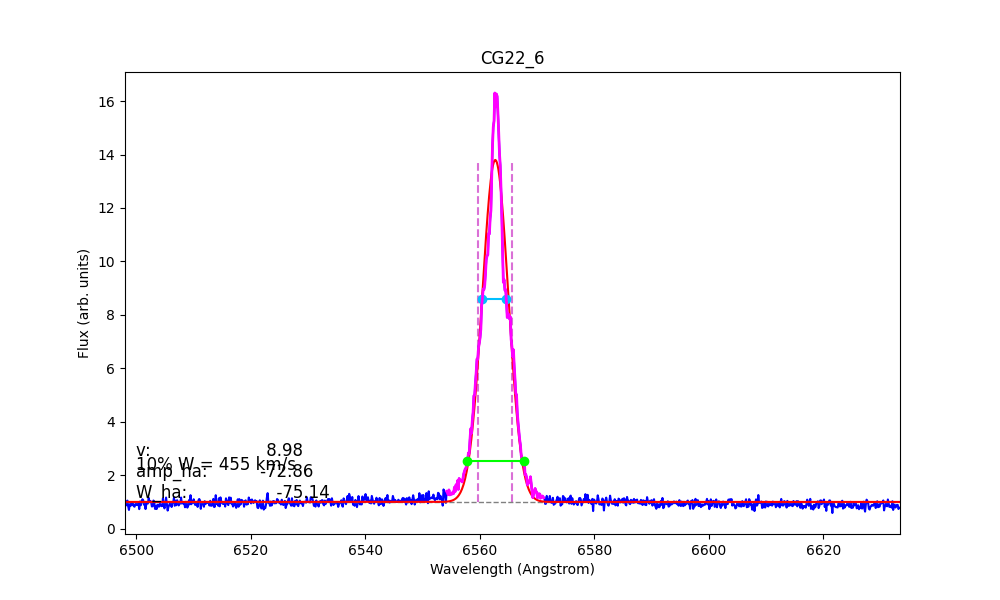 CG22_6
16
14
12
10
8
6
4
2
0
Flux (arb. units)
v: 8.98
10% W = 455 km/s
amp_ha: -72.86
W_ha: -75.14
6500 6520 6540 6560 6580 6600 6620
Wavelength (Angstrom)